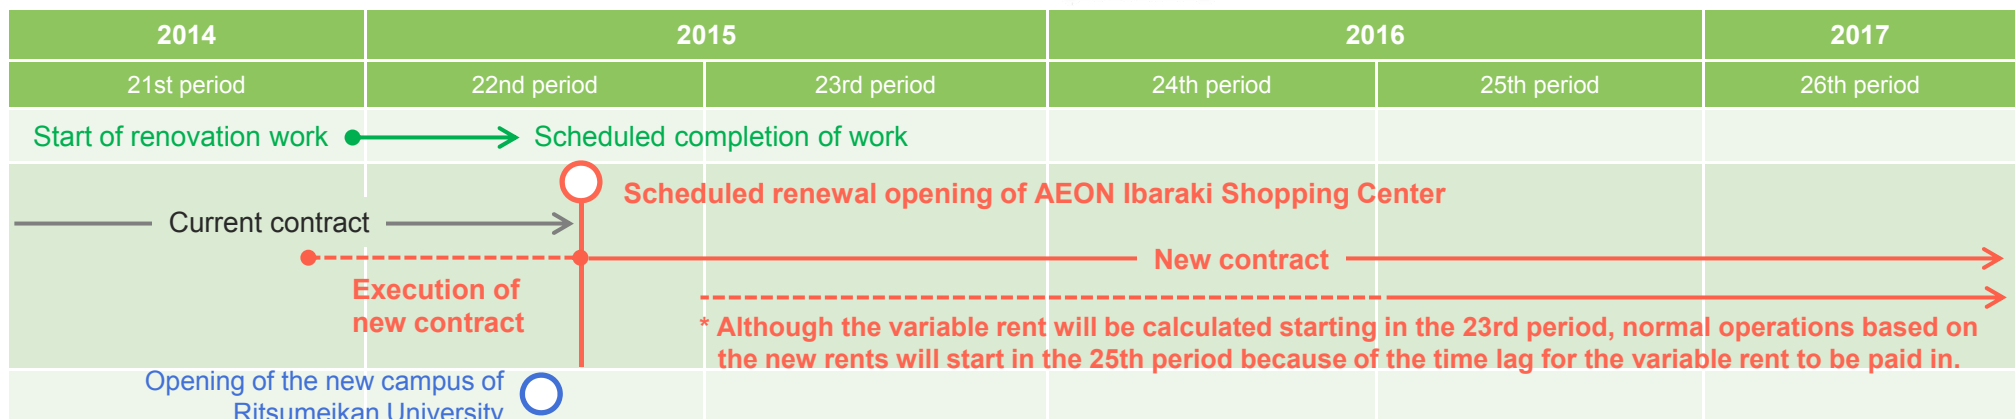 2014 2015 2016 2017
21st period 22nd period 23rd period 24th period 25th period 26th period
Start of renovation work Scheduled completion of work
Scheduled renewal opening of AEON Ibaraki Shopping Center
Current contract
New contract
Execution of
new contract
* Although the variable rent will be calculated starting in the 23rd period, normal operations based on
the new rents will start in the 25th period because of the time lag for the variable rent to be paid in.
Opening of the new campus of
Ritsumeikan University